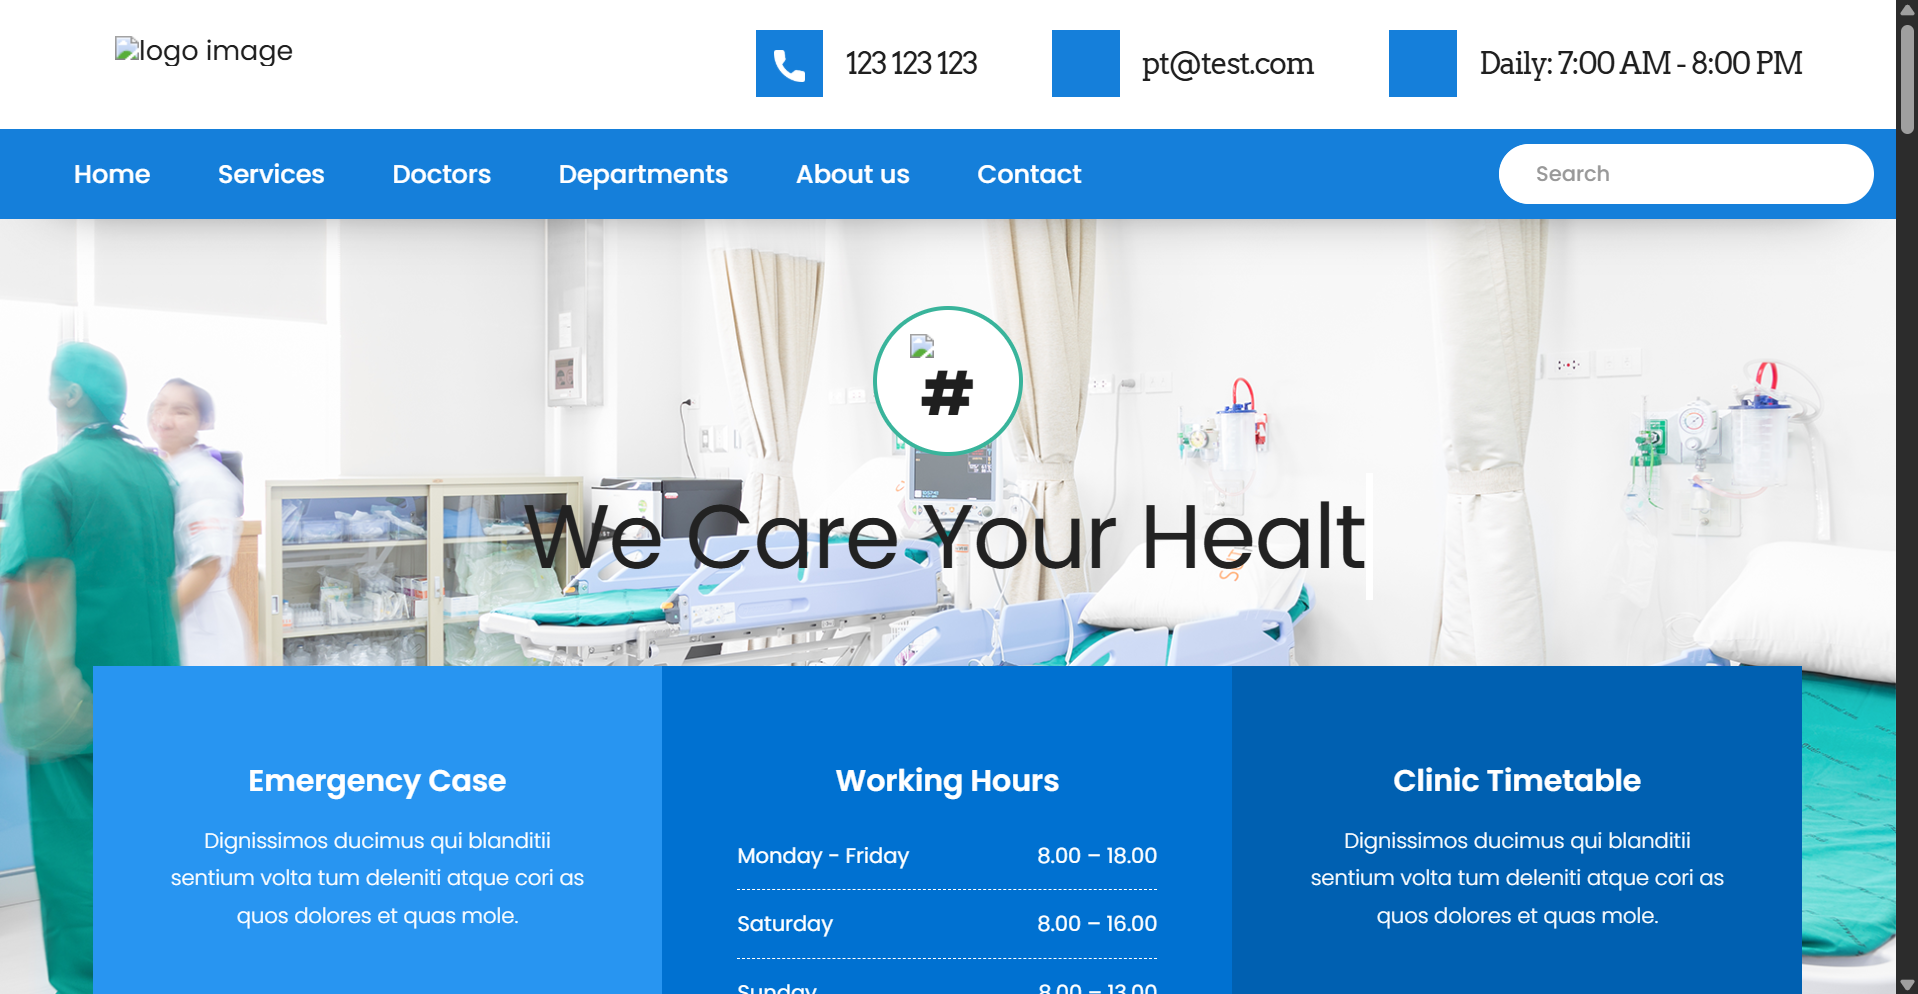 logo image
123 123 123
pt@test.com
Daily: 7:00 AM - 8:00 PM
Home
Services
Doctors
Departments
About us
Contact
Search
#
We Care Your Healt
Emergency Case
Dignissimos ducimus qui blanditii
sentium volta tum deleniti atque cori as
quos dolores et quas mole.
Working Hours
Monday - Friday 8.00 – 18.00
Saturday 8.00 – 16.00
Sunday 8.00 – 13.00
Clinic Timetable
Dignissimos ducimus qui blanditii
sentium volta tum deleniti atque cori as
quos dolores et quas mole.